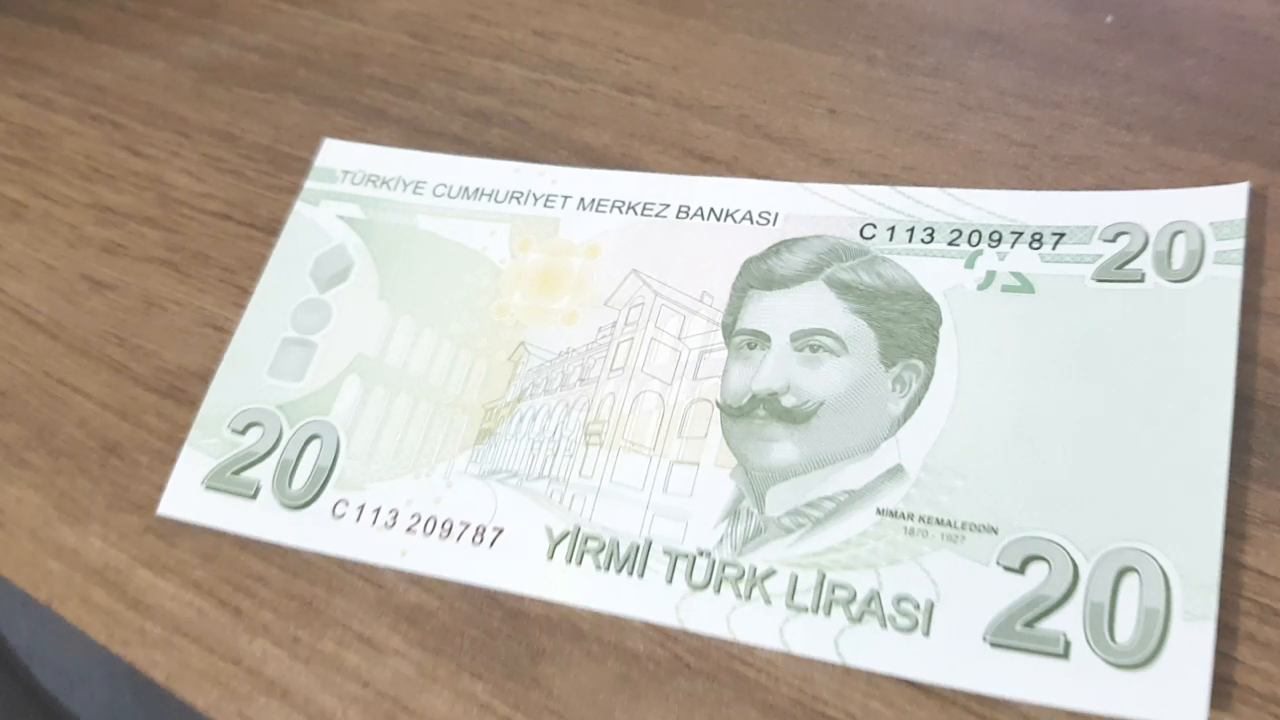 TÜRKİYE CUMHURİYET MERKEZ BANKASI
C113 209787
20
20
C113 209787
YİRMİ TÜRK LİRASI
MİMAR KEMALEDDİN
1870 - 1927
20